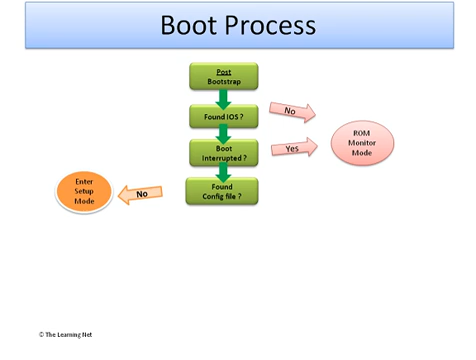 Boot Process
Post
Bootstrap
Found IOS ?
No
Boot
Interrupted ?
Yes
ROM
Monitor
Mode
Found
Config file ?
No
Enter
Setup
Mode
© The Learning Net